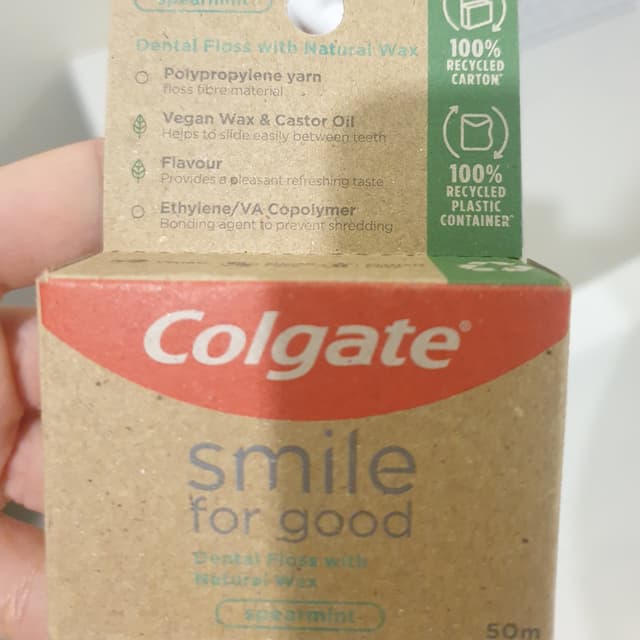 spearmint
Dental Floss with Natural Wax
Polypropylene yarn
floss fibre material
Vegan Wax & Castor Oil
Helps to slide easily between teeth
Flavour
Provides a pleasant refreshing taste
Ethylene/VA Copolymer
Bonding agent to prevent shredding
100%
RECYCLED
CARTON*
100%
RECYCLED
PLASTIC
CONTAINER**
Colgate®
smile
for good
Dental Floss with
Natural Wax
spearmint
50m